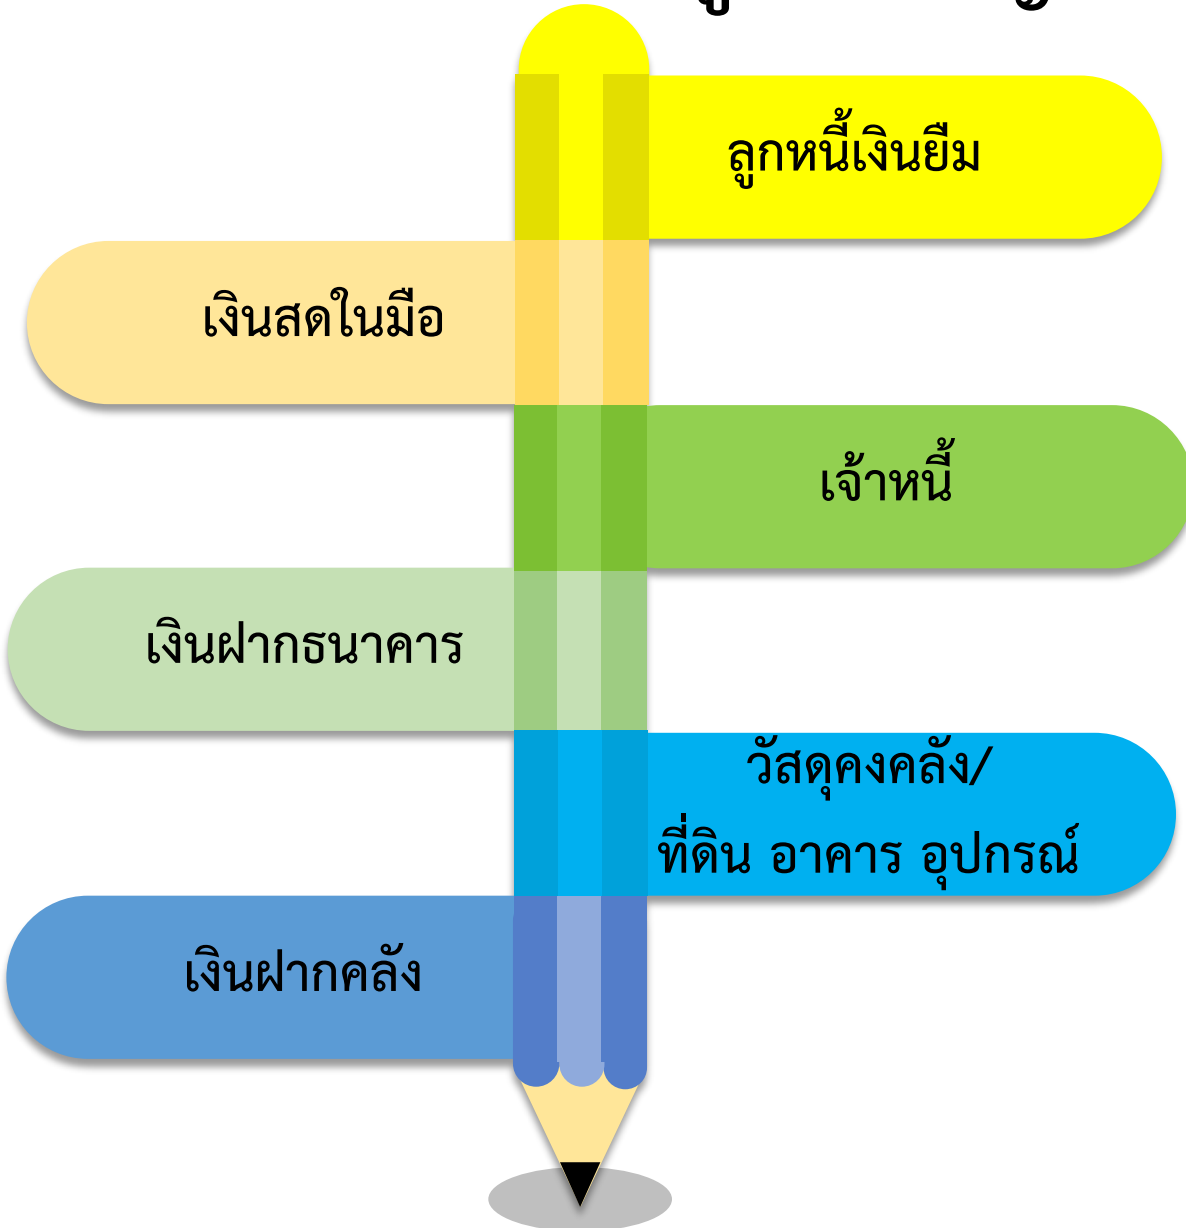 ลูกหนี้เงินยืม
เงินสดในมือ
เจ้าหนี้
เงินฝากธนาคาร
วัสดุคงคลัง/
ที่ดิน อาคาร อุปกรณ์
เงินฝากคลัง